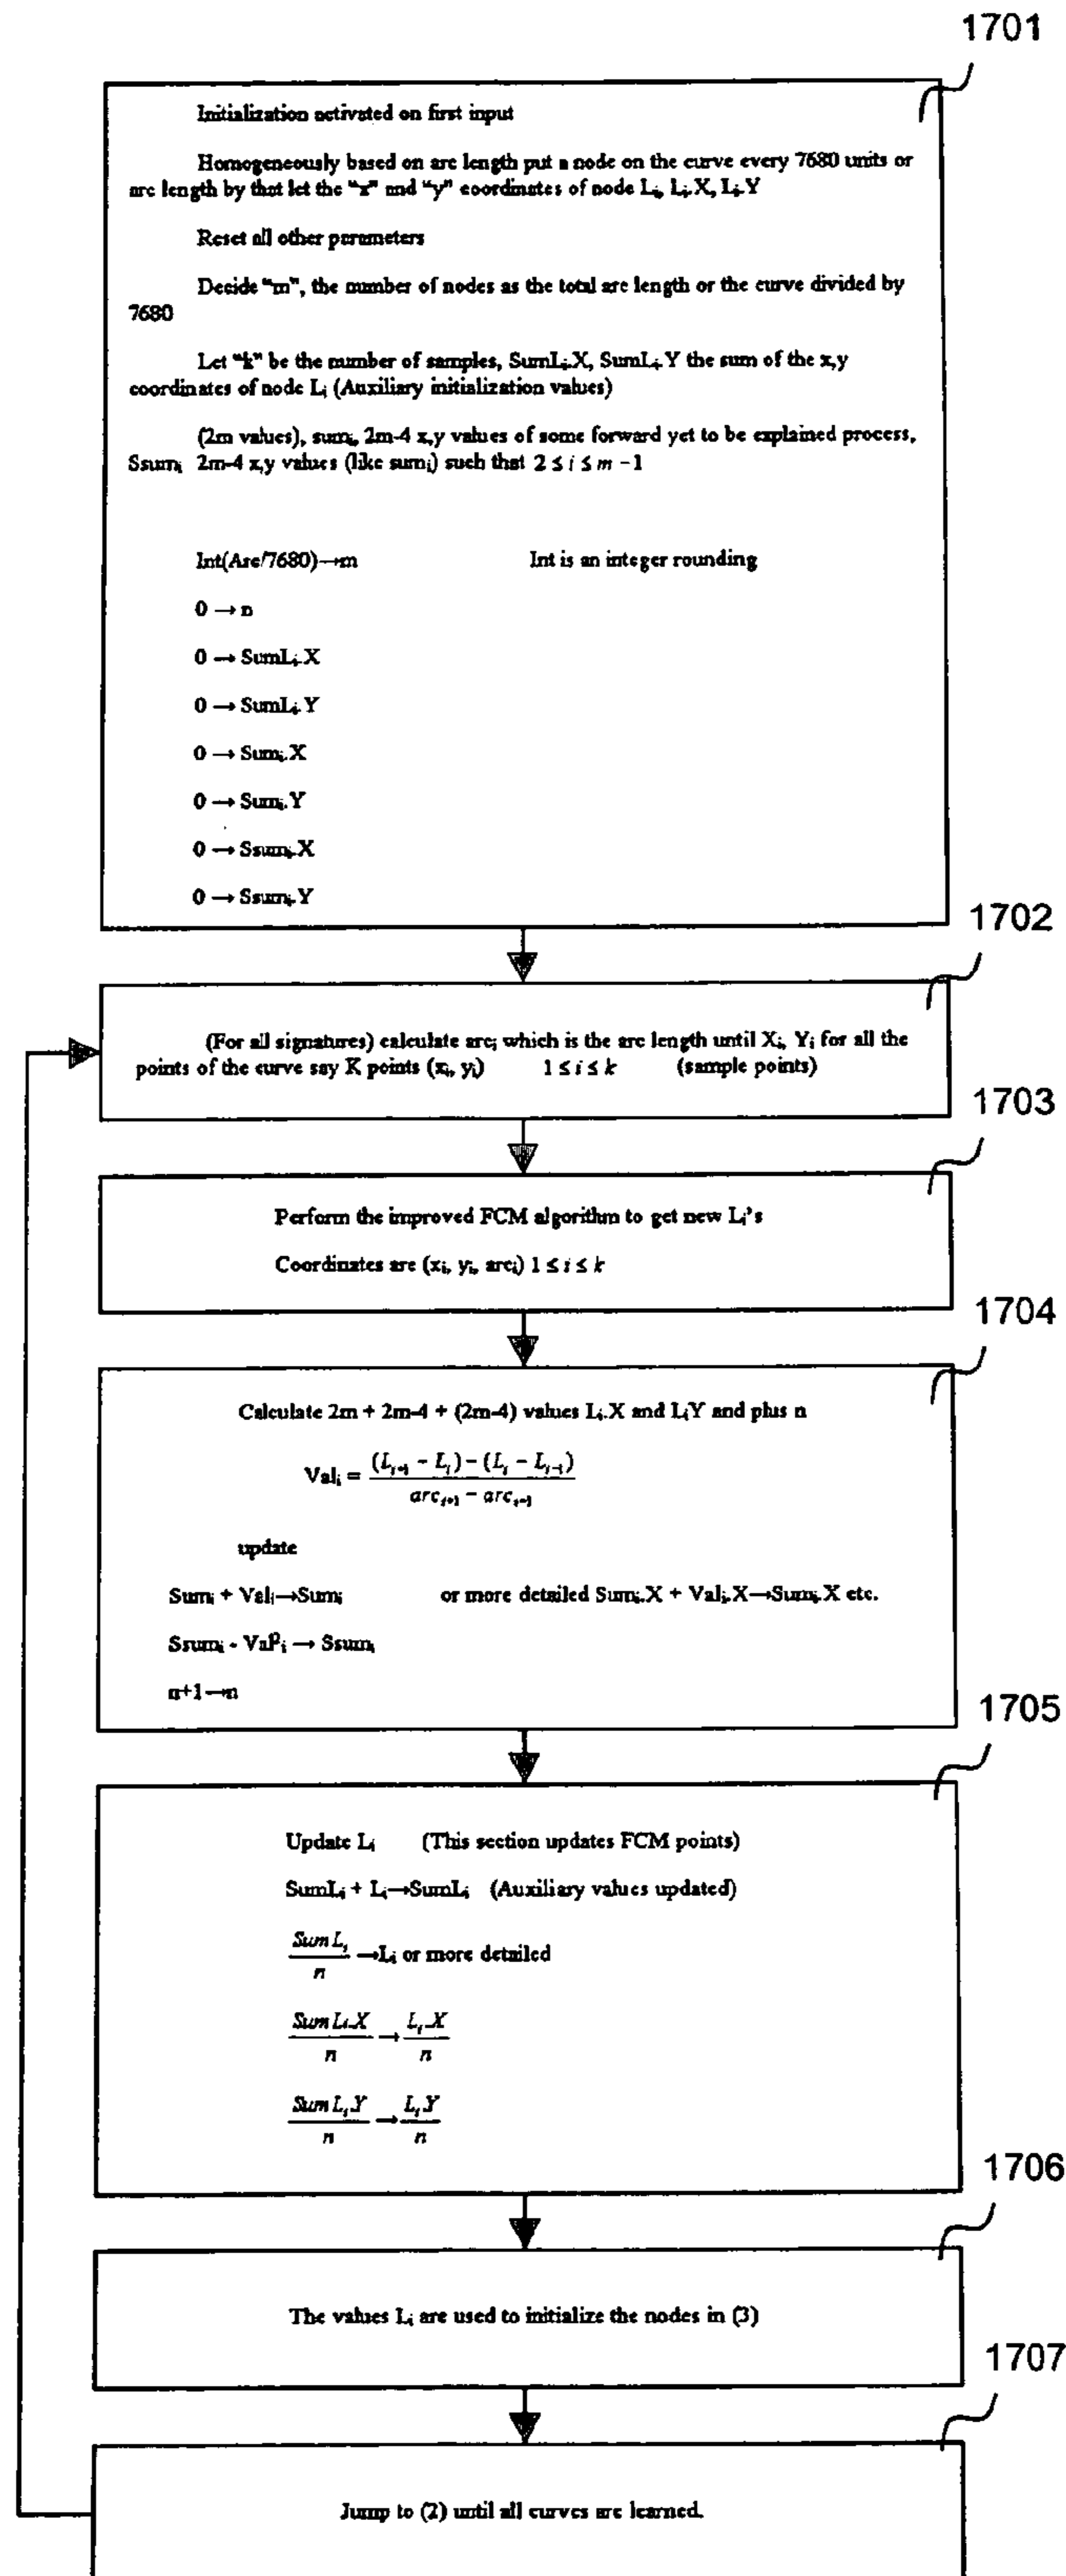 1701
Initialization activated on first input
Homogeneously based on arc length put a node on the curve every 7680 units or
arc length by that let the "x" and "y" coordinates of node Li, Li.X, Li.Y
Reset all other parameters
Decide "m", the number of nodes as the total arc length or the curve divided by
7680
Let "k" be the number of samples, SumLi.X, SumLi.Y the sum of the x,y
coordinates of node Li (Auxiliary initialization values)
(2m values), sumi, 2m-4 x,y values of some forward yet to be explained process,
Ssumi 2m-4 x,y values (like sumi) such that 2 ≤ i ≤ m −1
Int(Arc/7680)→m Int is an integer rounding
0 → n
0 → SumLi.X
0 → SumLi.Y
0 → Sumi.X
0 → Sumi.Y
0 → Ssumi.X
0 → Ssumi.Y
1702
(For all signatures) calculate arci which is the arc length until Xi, Yi for all the
points of the curve say K points (xi, yi) 1 ≤ i ≤ k (sample points)
1703
Perform the improved FCM algorithm to get new Li's
Coordinates are (xi, yi, arci) 1 ≤ i ≤ k
1704
Calculate 2m + 2m-4 + (2m-4) values Li.X and LiY and plus n
Vali = (Li+1 − Li) − (Li − Li−1) / arci+1 − arci−1
update
Sumi + Vali→Sumi or more detailed Sumi.X + Vali.X→Sumi.X etc.
Ssumi - Val²i → Ssumi
n+1→n
1705
Update Li (This section updates FCM points)
SumLi + Li→SumLi (Auxiliary values updated)
Sum Li / n →Li or more detailed
Sum Li.X / n → Li.X / n
Sum Li.Y / n → Li.Y / n
1706
The values Li are used to initialize the nodes in (3)
1707
Jump to (2) until all curves are learned.